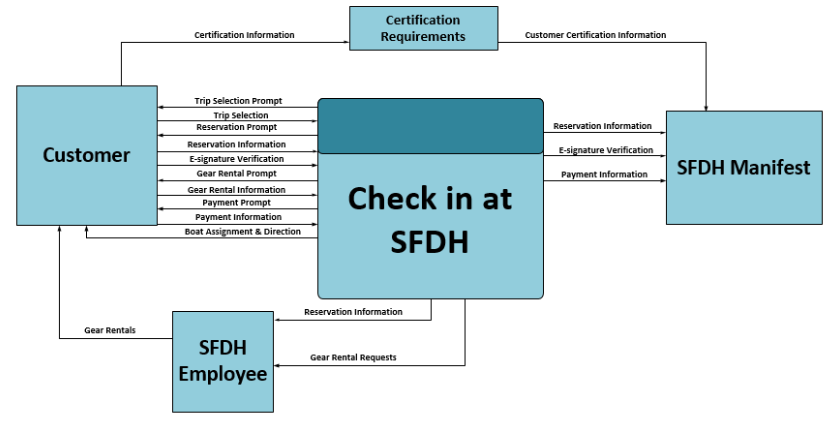 Certification
Requirements
Certification Information
Customer Certification Information
Customer
Trip Selection Prompt
Trip Selection
Reservation Prompt
Reservation Information
E-signature Verification
Gear Rental Prompt
Gear Rental Information
Payment Prompt
Payment Information
Boat Assignment & Direction
Check in at
SFDH
Reservation Information
E-signature Verification
Payment Information
SFDH Manifest
Reservation Information
Gear Rentals
SFDH
Employee
Gear Rental Requests